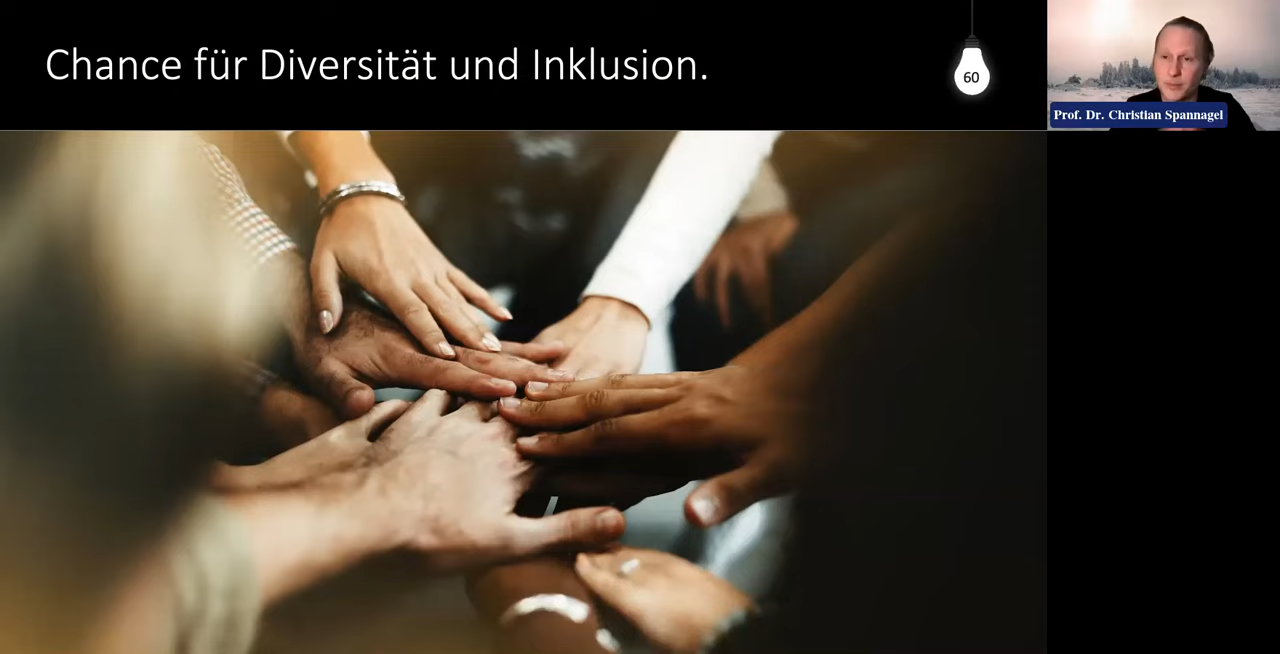 Chance für Diversität und Inklusion.
60
Prof. Dr. Christian Spannagel